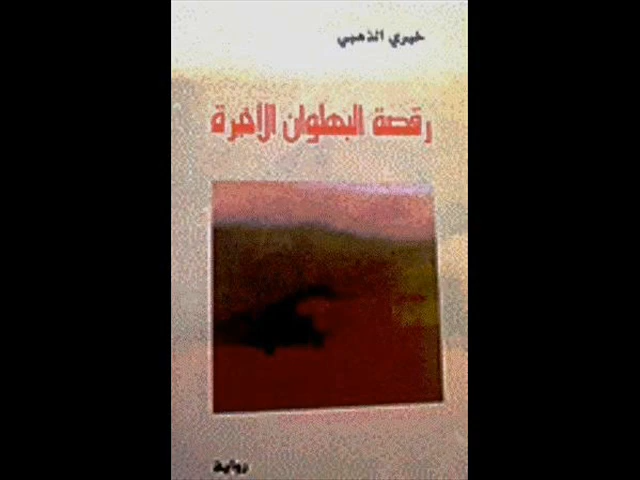 خيري الذهبي
رقصة البهلوان الأخيرة
رواية